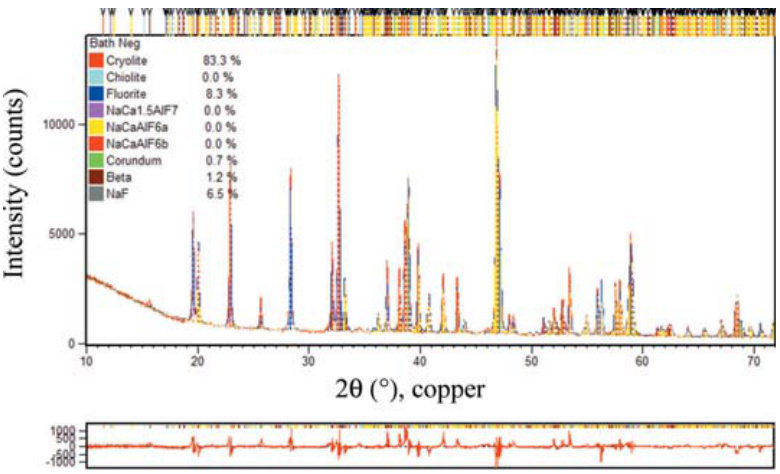 Bath Neg
Cryolite 83.3 %
Chiolite 0.0 %
Fluorite 8.3 %
NaCa1.5AlF7 0.0 %
NaCaAlF6a 0.0 %
NaCaAlF6b 0.0 %
Corundum 0.7 %
Beta 1.2 %
NaF 6.5 %
Intensity (counts)
10000
5000
0
10 20 30 40 50 60 70
2θ (°), copper
1000
500
0
-500
-1000